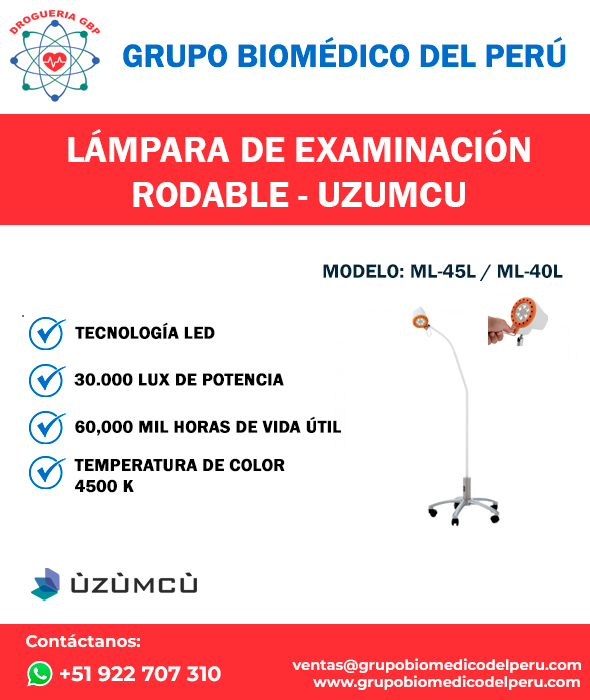 DROGUERIA GBP
GRUPO BIOMÉDICO DEL PERÚ
LÁMPARA DE EXAMINACIÓN
RODABLE - UZUMCU
MODELO: ML-45L / ML-40L
TECNOLOGÍA LED
30.000 LUX DE POTENCIA
60,000 MIL HORAS DE VIDA ÚTIL
TEMPERATURA DE COLOR
4500 K
ÙZÙMCÙ
Contáctanos:
+51 922 707 310
ventas@grupobiomedicodelperu.com
www.grupobiomedicodelperu.com